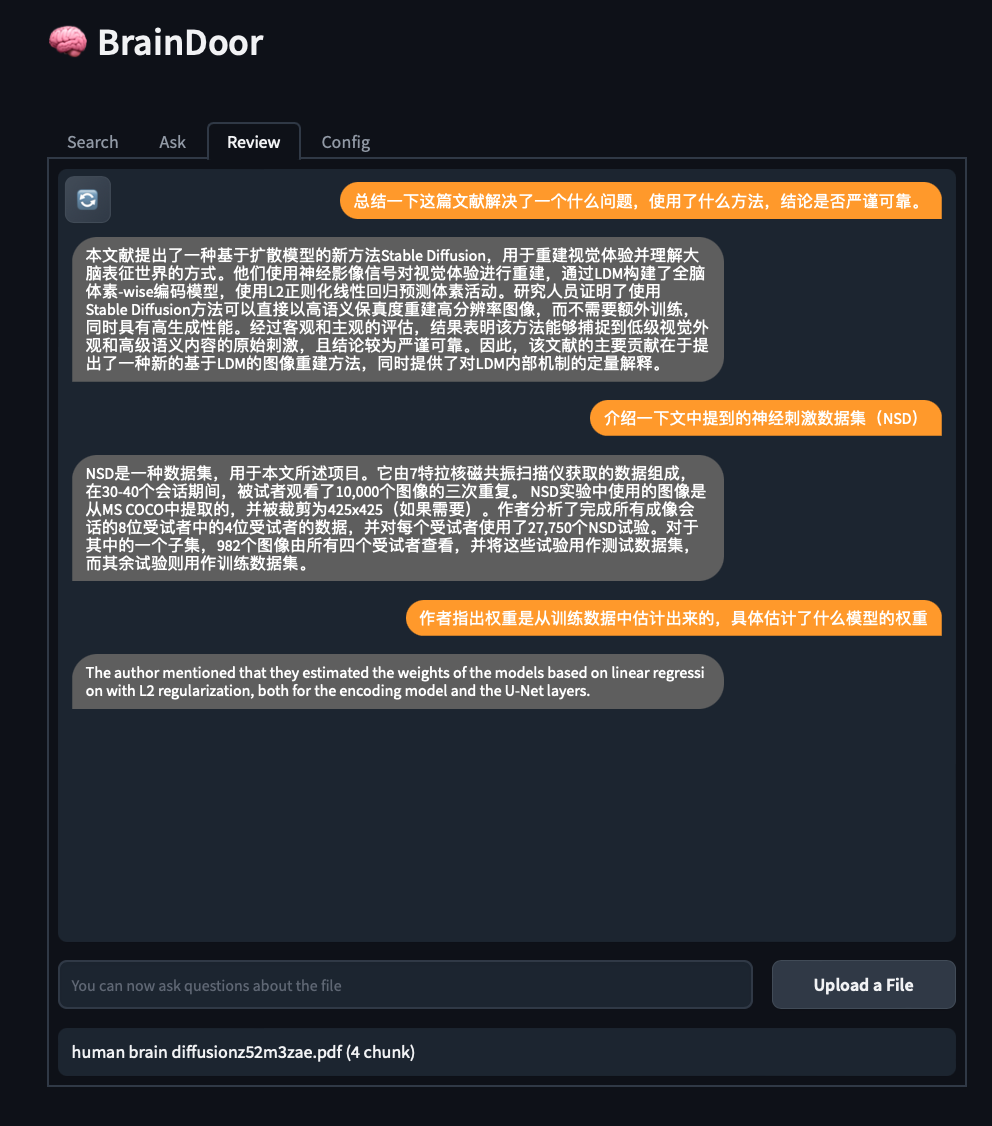 BrainDoor
Search
Ask
Review
Config
总结一下这篇文献解决了一个什么问题，使用了什么方法，结论是否严谨可靠。
本文献提出了一种基于扩散模型的新方法Stable Diffusion，用于重建视觉体验并理解大
脑表征世界的方式。他们使用神经影像信号对视觉体验进行重建，通过LDM构建了全脑
体素-wise编码模型，使用L2正则化线性回归预测体素活动。研究人员证明了使用
Stable Diffusion方法可以直接以高语义保真度重建高分辨率图像，而不需要额外训练，
同时具有高生成性能。经过客观和主观的评估，结果表明该方法能够捕捉到低级视觉外
观和高级语义内容的原始刺激，且结论较为严谨可靠。因此，该文献的主要贡献在于提
出了一种新的基于LDM的图像重建方法，同时提供了对LDM内部机制的定量解释。
介绍一下文中提到的神经刺激数据集（NSD）
NSD是一种数据集，用于本文所述项目。它由7特拉核磁共振扫描仪获取的数据组成，
在30-40个会话期间，被试者观看了10,000个图像的三次重复。 NSD实验中使用的图像是
从MS COCO中提取的，并被裁剪为425x425（如果需要）。作者分析了完成所有成像会
话的8位受试者中的4位受试者的数据，并对每个受试者使用了27,750个NSD试验。对于
其中的一个子集，982个图像由所有四个受试者查看，并将这些试验用作测试数据集，
而其余试验则用作训练数据集。
作者指出权重是从训练数据中估计出来的，具体估计了什么模型的权重
The author mentioned that they estimated the weights of the models based on linear regressi
on with L2 regularization, both for the encoding model and the U-Net layers.
You can now ask questions about the file
Upload a File
human brain diffusionz52m3zae.pdf (4 chunk)